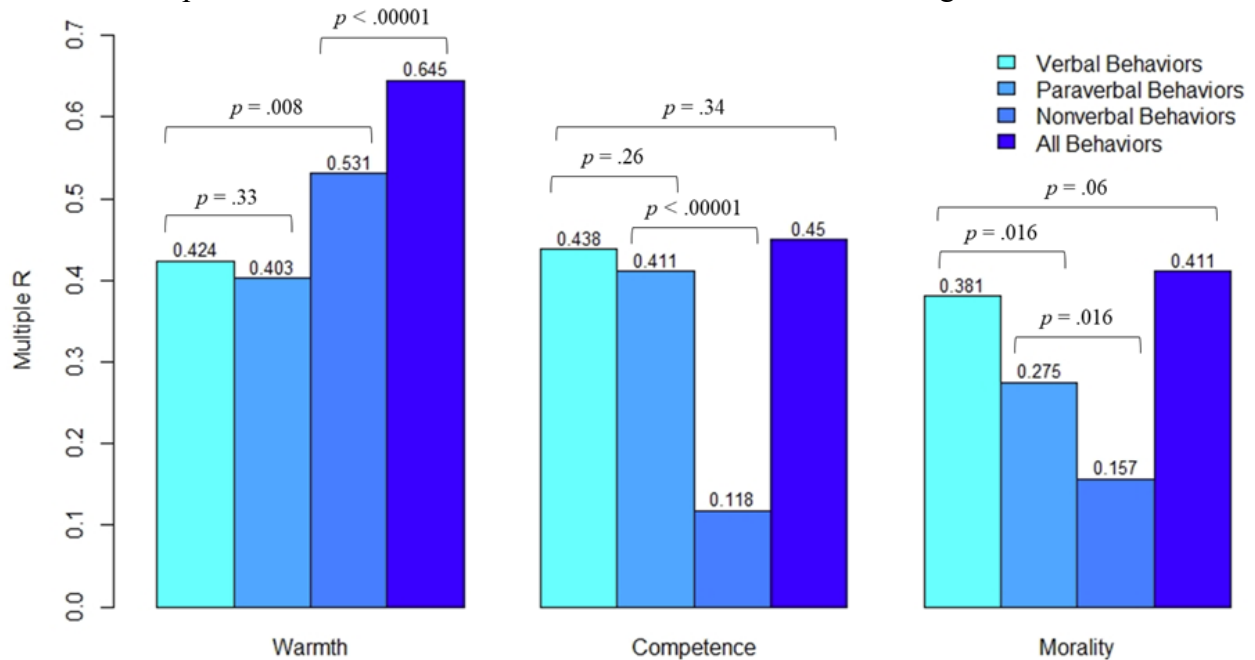 p < .00001
0.7
0.6
0.5
0.4
0.3
0.2
0.1
0.0
Multiple R
p = .008
p = .33
0.424
0.403
0.531
0.645
Warmth
p = .34
p = .26
p < .00001
0.438
0.411
0.118
0.45
Competence
Verbal Behaviors
Paraverbal Behaviors
Nonverbal Behaviors
All Behaviors
p = .06
p = .016
p = .016
0.381
0.275
0.157
0.411
Morality